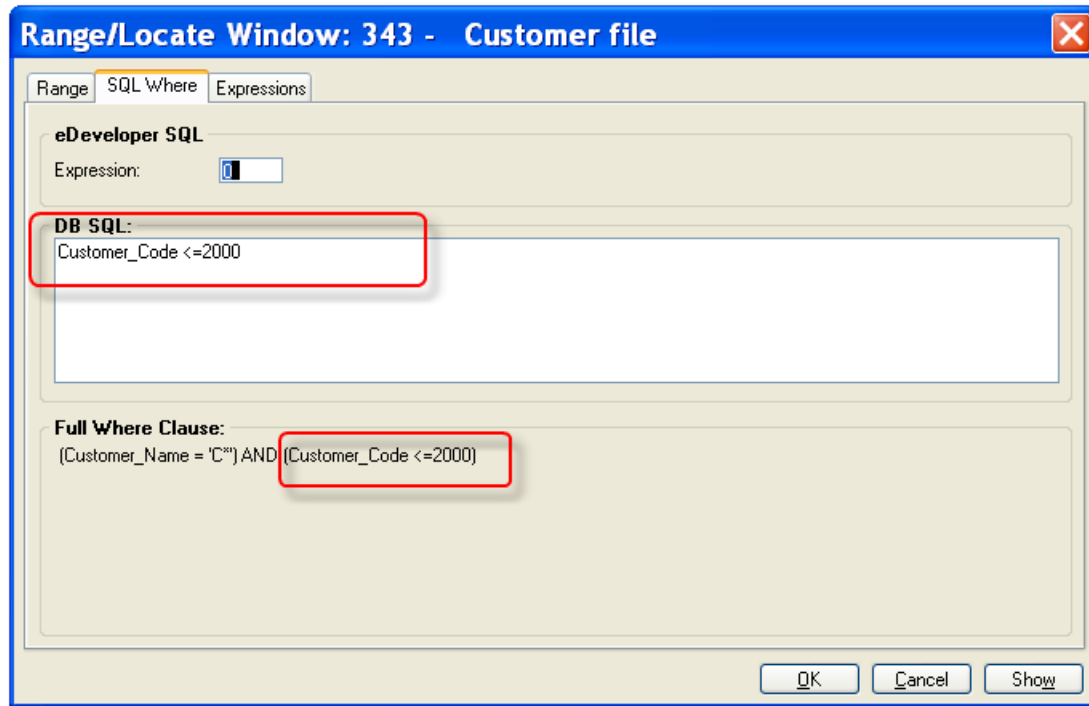 Range/Locate Window: 343 - Customer file
Range SQL Where Expressions
eDeveloper SQL
Expression: 0
DB SQL:
Customer_Code <=2000
Full Where Clause:
(Customer_Name = 'C*') AND (Customer_Code <=2000)
OK Cancel Show